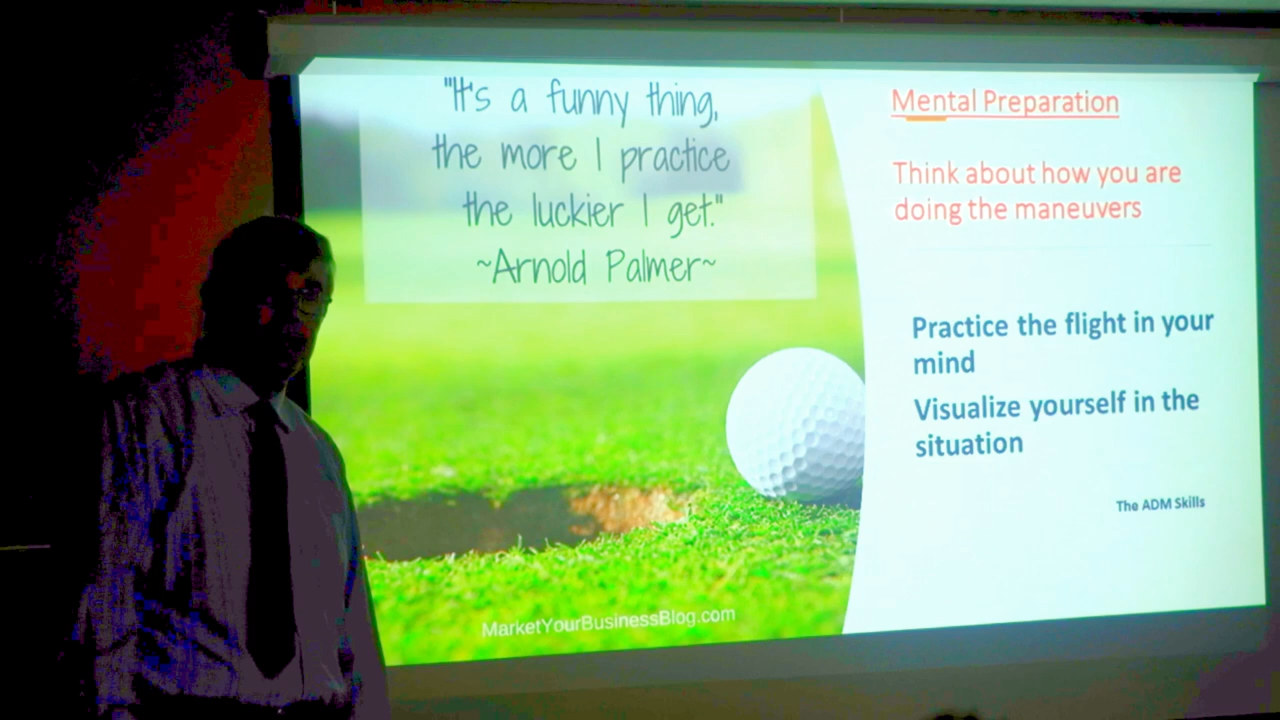 "It's a funny thing,
the more I practice
the luckier I get."
~Arnold Palmer~
MarketYourBusinessBlog.com
Mental Preparation
Think about how you are
doing the maneuvers
Practice the flight in your
mind
Visualize yourself in the
situation
The ADM Skills